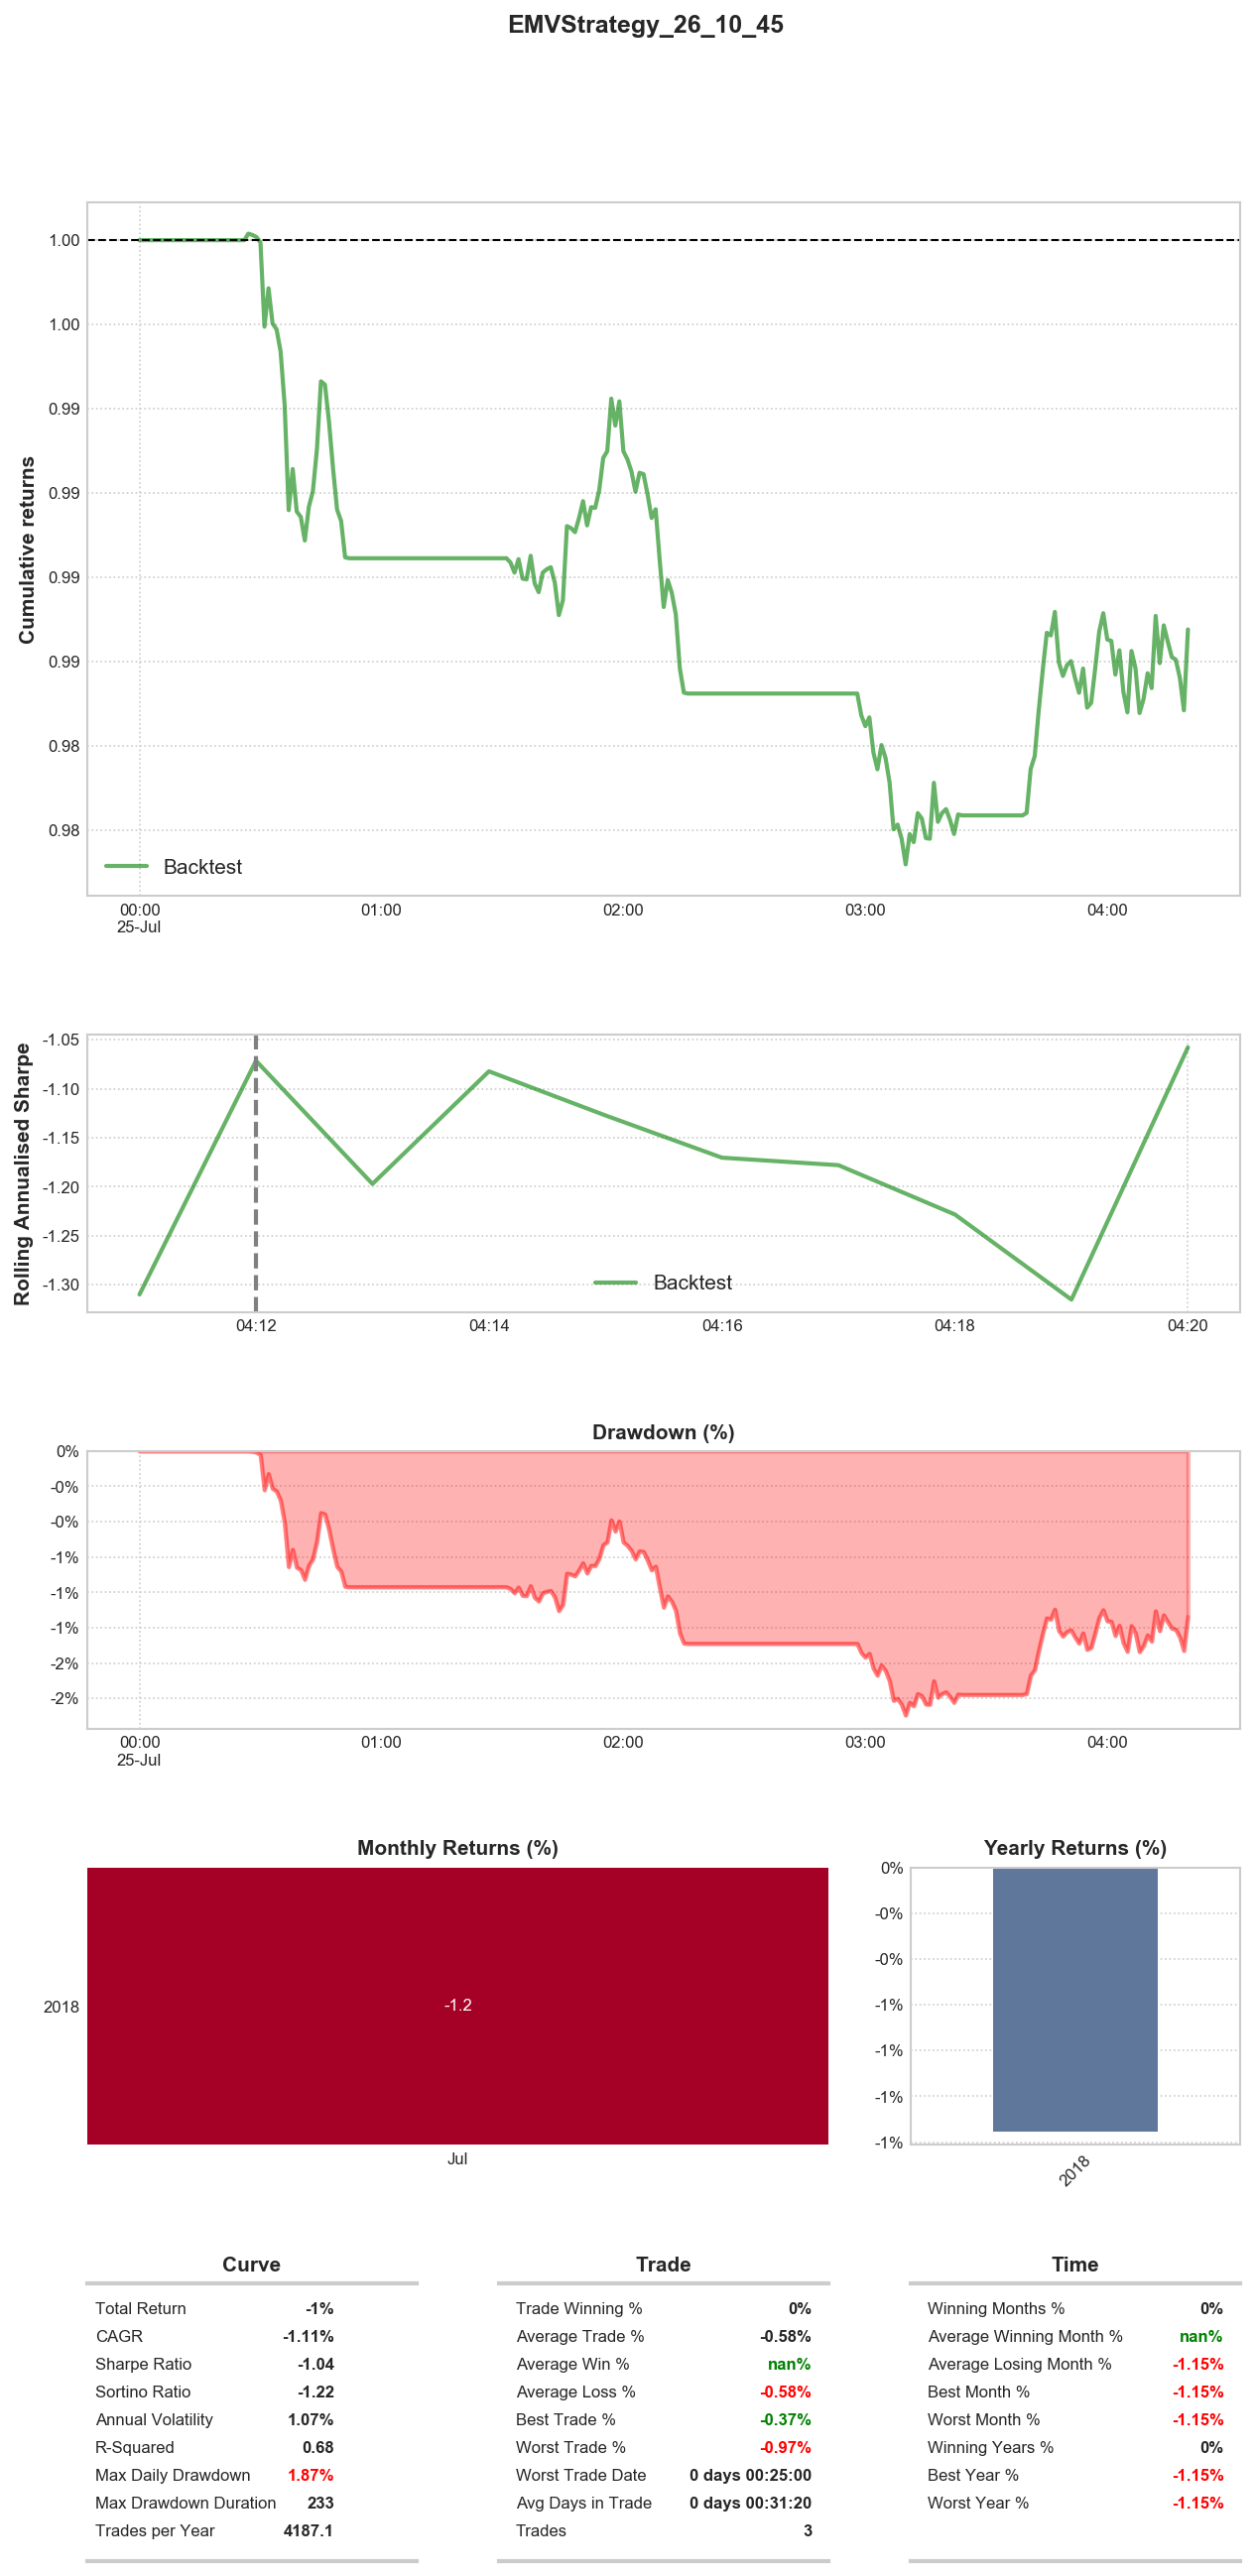 EMVStrategy_26_10_45
Cumulative returns
1.00
1.00
0.99
0.99
0.99
0.99
0.98
0.98
Backtest
00:00 01:00 02:00 03:00 04:00
25-Jul
Rolling Annualised Sharpe
-1.05
-1.10
-1.15
-1.20
-1.25
-1.30
Backtest
04:12 04:14 04:16 04:18 04:20
Drawdown (%)
0%
-0%
-0%
-1%
-1%
-1%
-2%
-2%
00:00 01:00 02:00 03:00 04:00
25-Jul
Monthly Returns (%)
2018
-1.2
Jul
Yearly Returns (%)
0%
-0%
-0%
-1%
-1%
-1%
-1%
2018
Curve
Total Return -1%
CAGR -1.11%
Sharpe Ratio -1.04
Sortino Ratio -1.22
Annual Volatility 1.07%
R-Squared 0.68
Max Daily Drawdown 1.87%
Max Drawdown Duration 233
Trades per Year 4187.1
Trade
Trade Winning % 0%
Average Trade % -0.58%
Average Win % nan%
Average Loss % -0.58%
Best Trade % -0.37%
Worst Trade % -0.97%
Worst Trade Date 0 days 00:25:00
Avg Days in Trade 0 days 00:31:20
Trades 3
Time
Winning Months % 0%
Average Winning Month % nan%
Average Losing Month % -1.15%
Best Month % -1.15%
Worst Month % -1.15%
Winning Years % 0%
Best Year % -1.15%
Worst Year % -1.15%